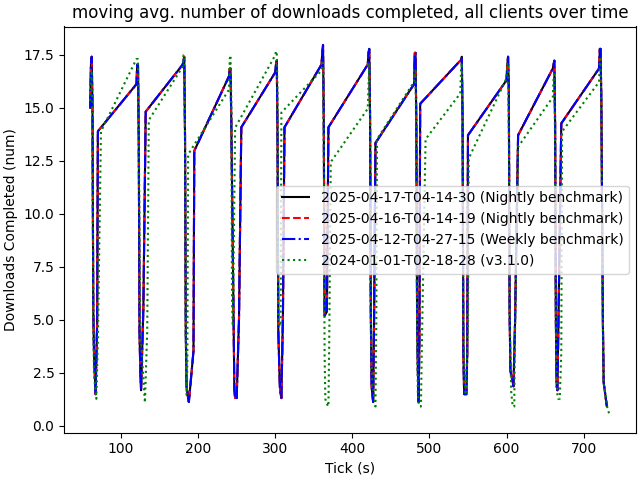 moving avg. number of downloads completed, all clients over time
17.5
15.0
12.5
10.0
7.5
5.0
2.5
0.0
Downloads Completed (num)
2025-04-17-T04-14-30 (Nightly benchmark)
2025-04-16-T04-14-19 (Nightly benchmark)
2025-04-12-T04-27-15 (Weekly benchmark)
2024-01-01-T02-18-28 (v3.1.0)
100 200 300 400 500 600 700
Tick (s)